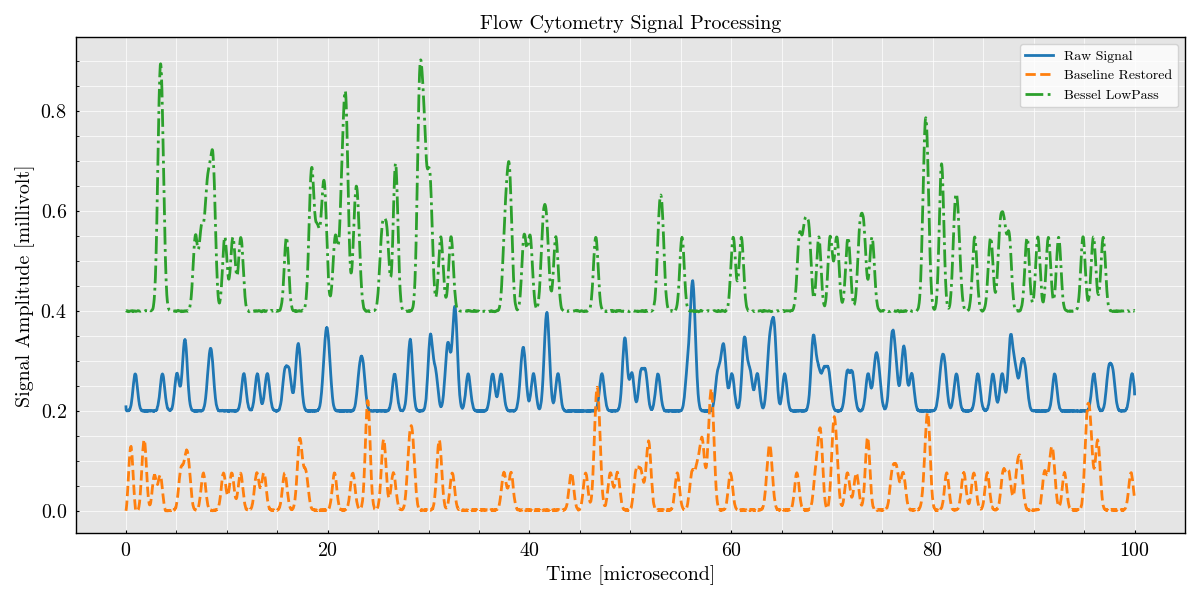 Flow Cytometry Signal Processing
Raw Signal
Baseline Restored
Bessel LowPass
Signal Amplitude [millivolt]
0.8
0.6
0.4
0.2
0.0
0 20 40 60 80 100
Time [microsecond]